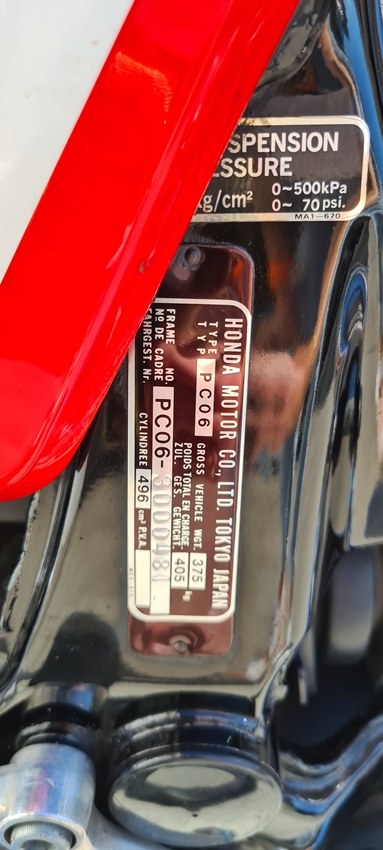 SPENSION
ESSURE
kg/cm² 0~500kPa
0~ 70psi.
MA1-670
HONDA MOTOR CO., LTD. TOKYO JAPAN
TYPE
TYP PC06
GROSS VEHICLE WGT. 375
POIDS TOTAL EN CHARGE
ZUL. GES. GEWICHT. 405 kg
FRAME NO.
Nº DE CADRE PC06-
FAHRGEST. Nr.
CYLINDREE 496 cm³ P.V.A.